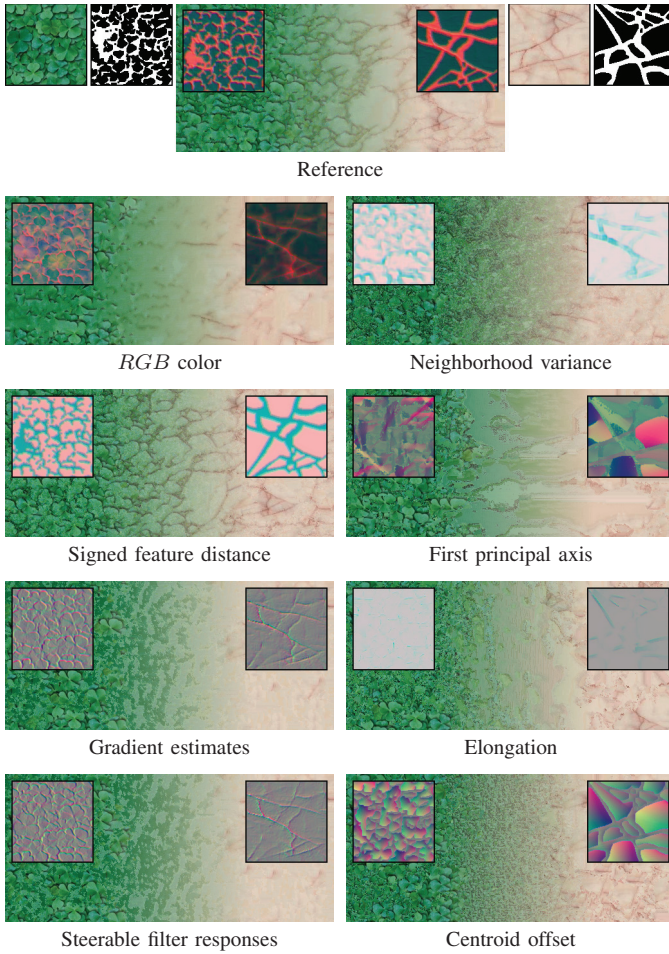 Reference
RGB color
Neighborhood variance
Signed feature distance
First principal axis
Gradient estimates
Elongation
Steerable filter responses
Centroid offset